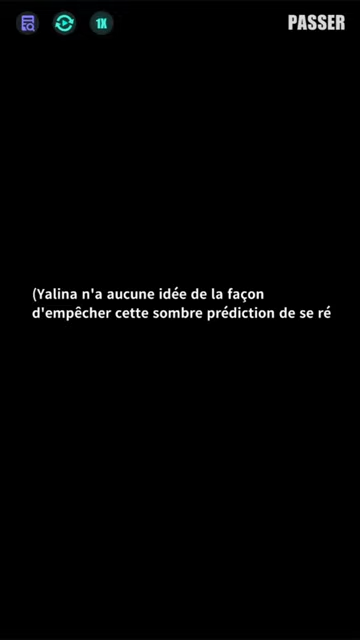 1X
PASSER
(Yalina n'a aucune idée de la façon
d'empêcher cette sombre prédiction de se ré